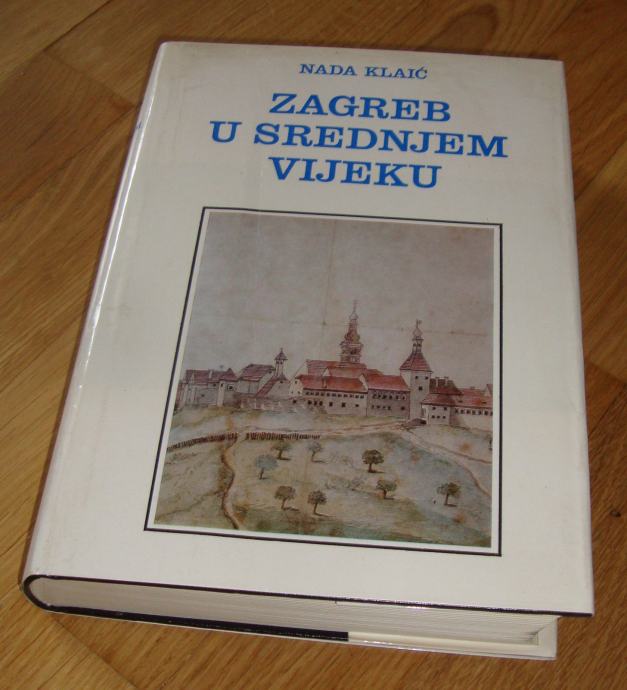 NADA KLAIĆ
ZAGREB
U SREDNJEM
VIJEKU